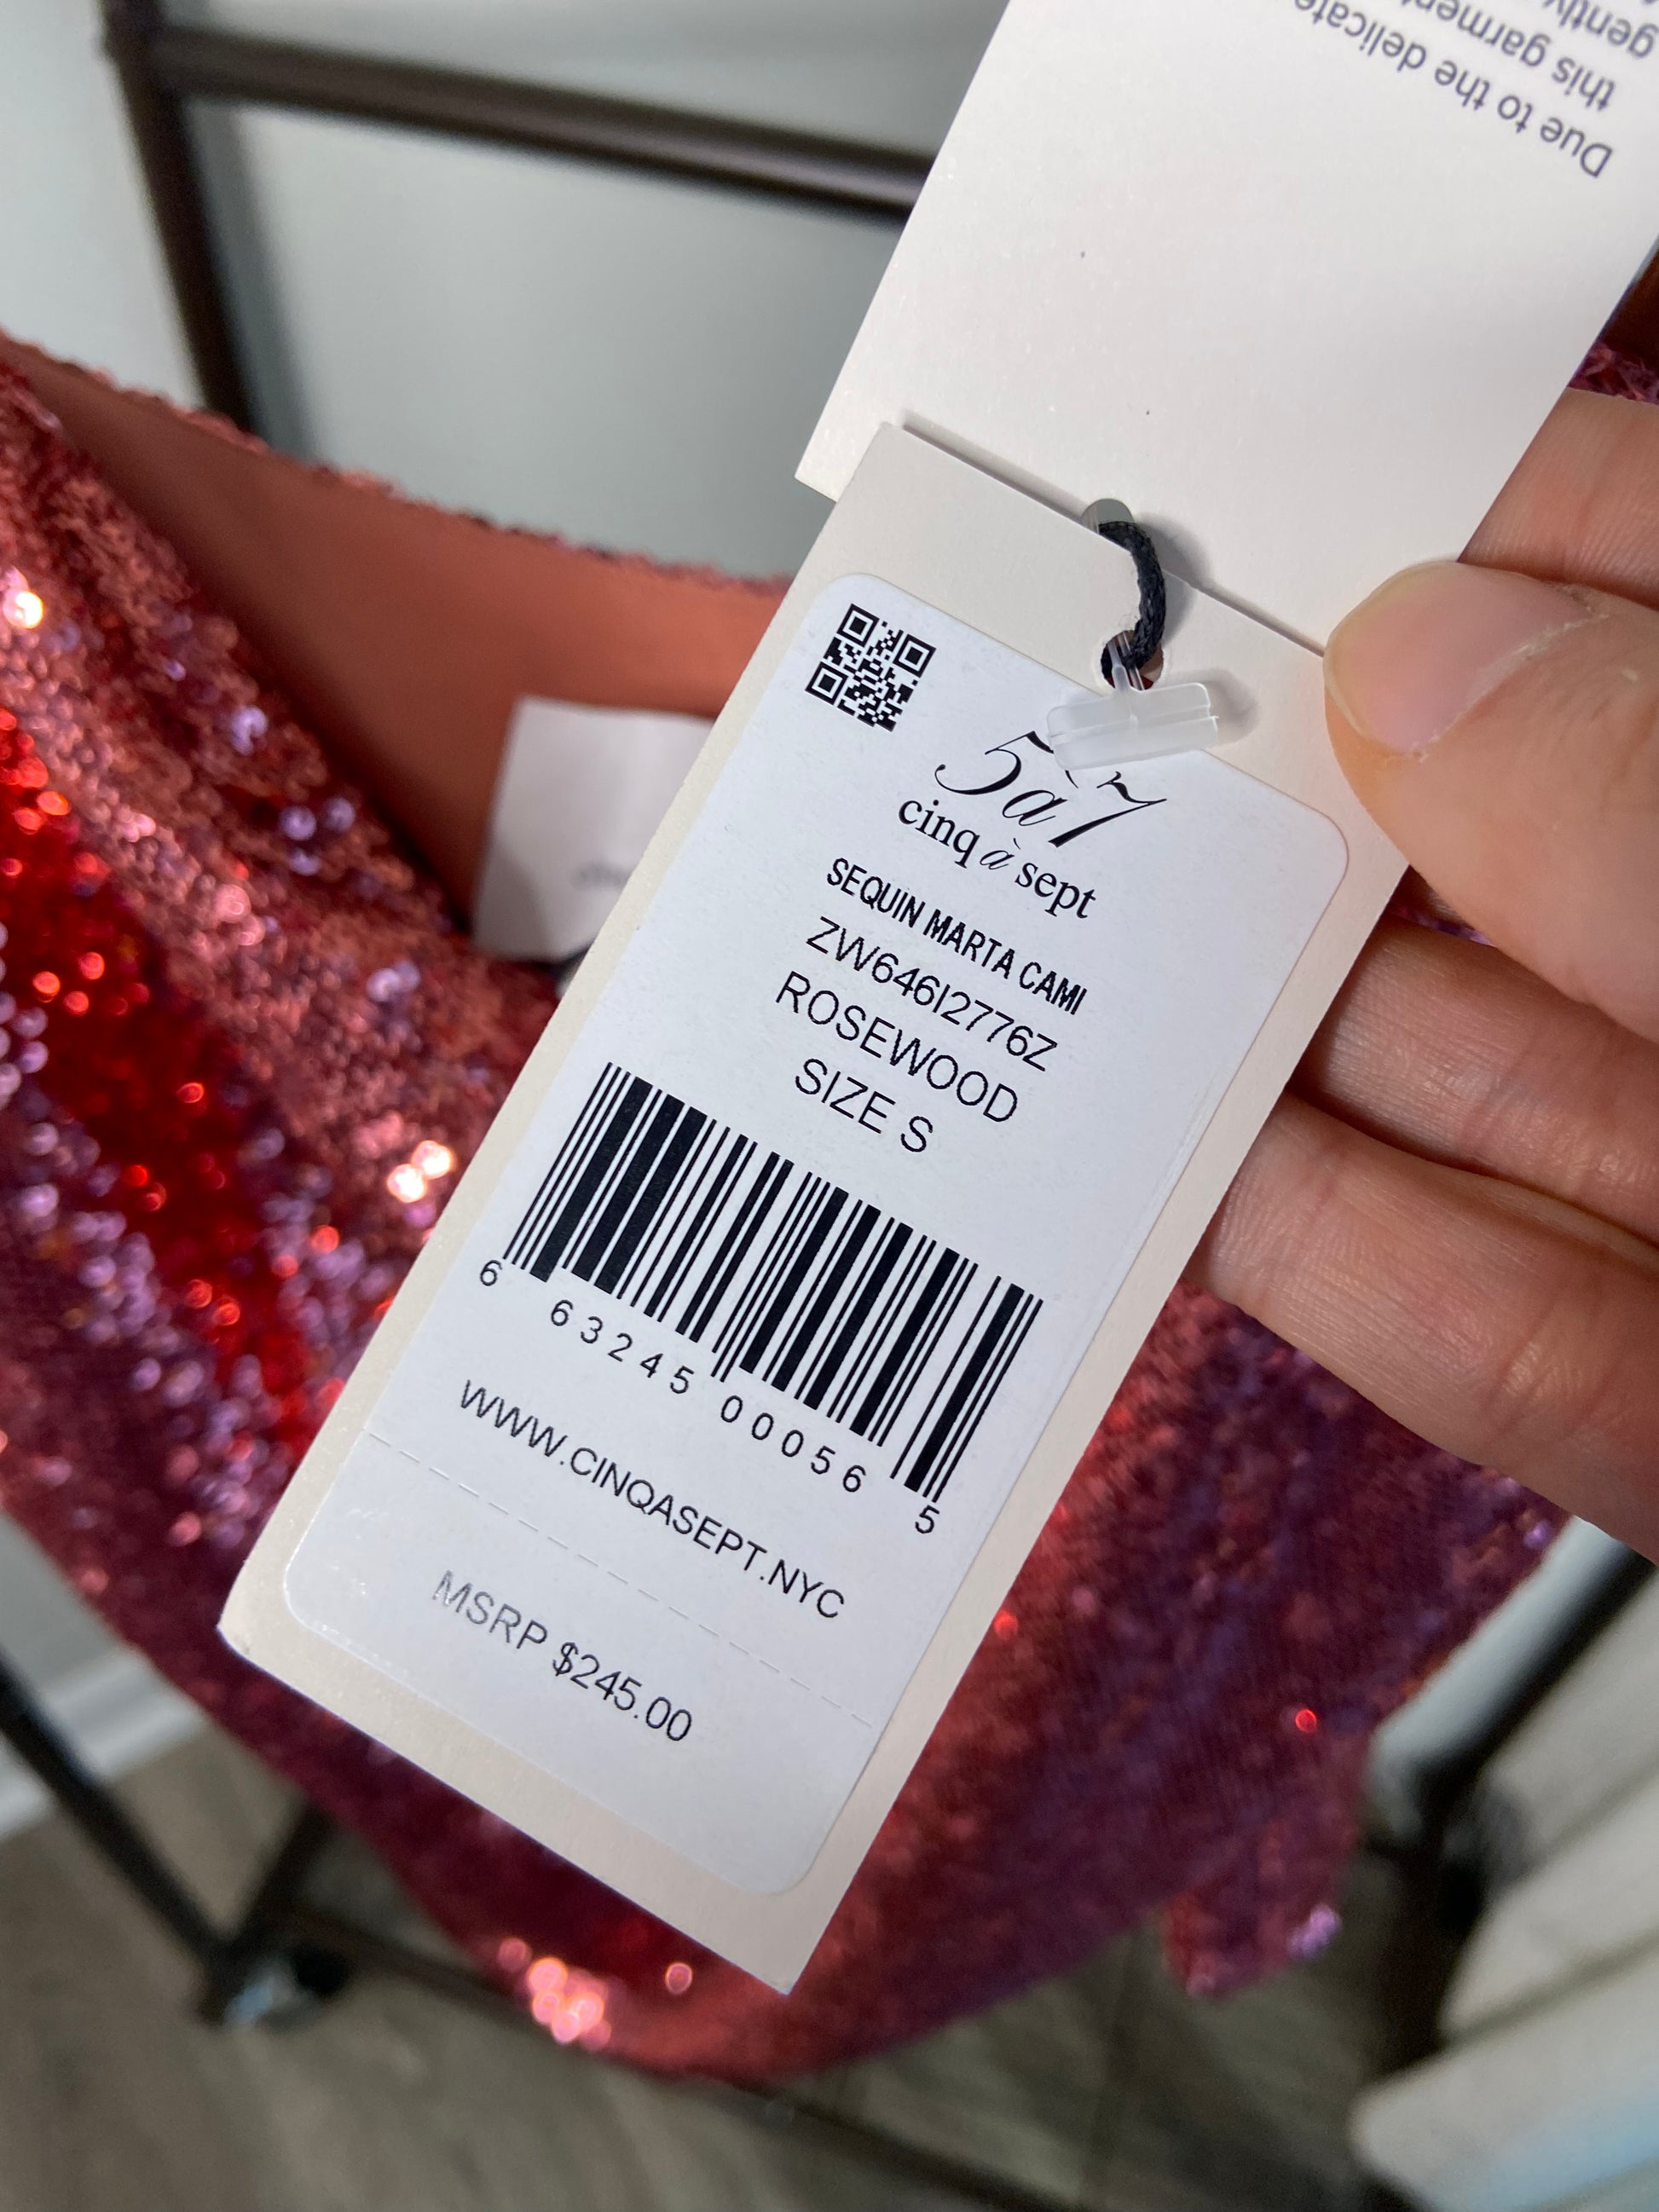 Due to the delicate
this garment
gently
5à7
cinq à sept
SEQUIN MARTA CAMI
ZW646I2776Z
ROSEWOOD
SIZE S
6 63245 00056 5
WWW.CINQASEPT.NYC
MSRP $245.00